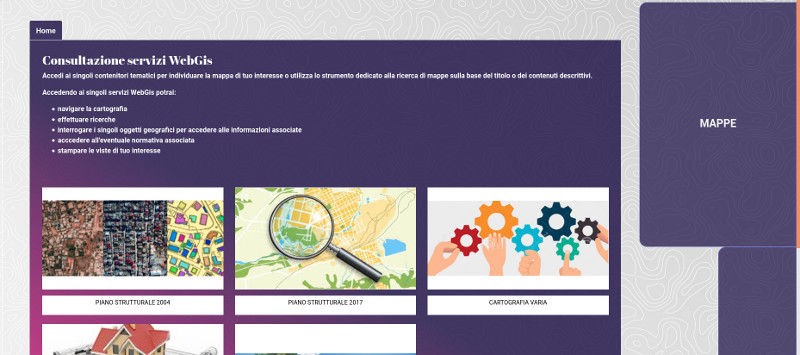 Home
Consultazione servizi WebGis
Accedi ai singoli contenitori tematici per individuare la mappa di tuo interesse o utilizza lo strumento dedicato alla ricerca di mappe sulla base del titolo o dei contenuti descrittivi.
Accedendo ai singoli servizi WebGis potrai:
navigare la cartografia
effettuare ricerche
interrogare i singoli oggetti geografici per accedere alle informazioni associate
acccedere all'eventuale normativa associata
stampare le viste di tuo interesse
MAPPE
PIANO STRUTTURALE 2004
PIANO STRUTTURALE 2017
CARTOGRAFIA VARIA